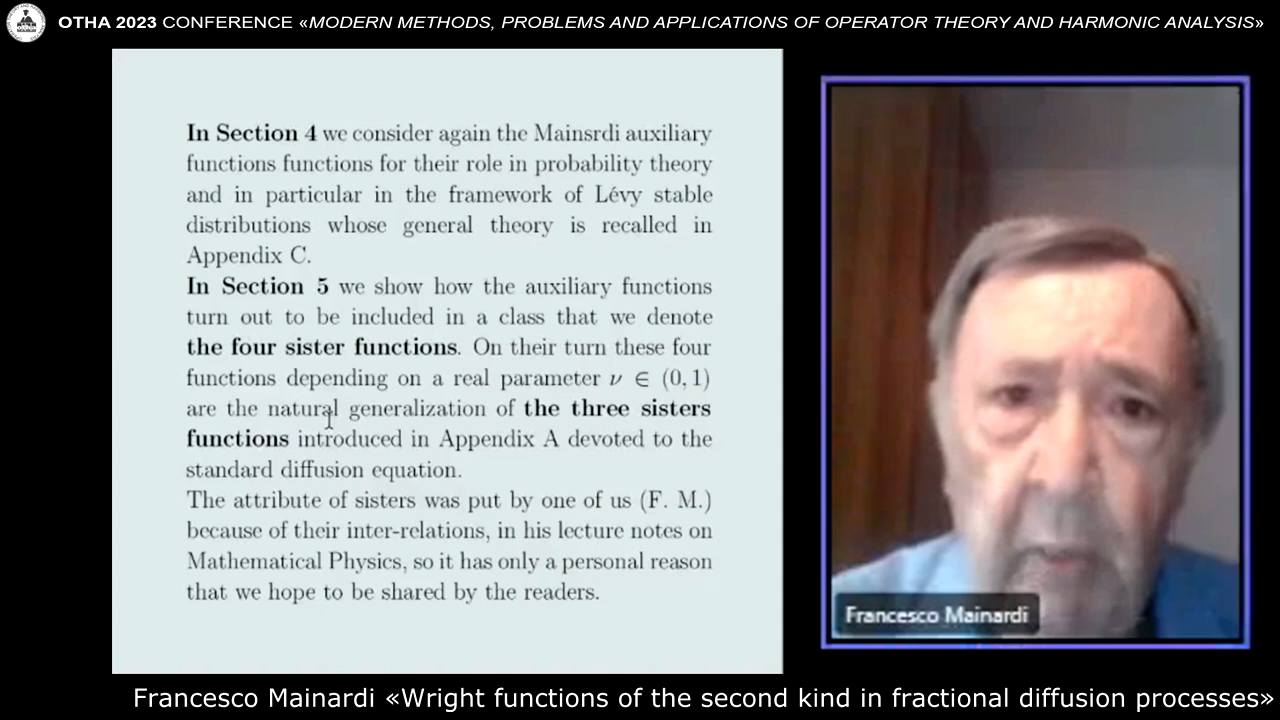 OTHA 2023 CONFERENCE «MODERN METHODS, PROBLEMS AND APPLICATIONS OF OPERATOR THEORY AND HARMONIC ANALYSIS»
In Section 4 we consider again the Mainsrdi auxiliary
functions functions for their role in probability theory
and in particular in the framework of Lévy stable
distributions whose general theory is recalled in
Appendix C.
In Section 5 we show how the auxiliary functions
turn out to be included in a class that we denote
the four sister functions. On their turn these four
functions depending on a real parameter ν ∈ (0, 1)
are the natural generalization of the three sisters
functions introduced in Appendix A devoted to the
standard diffusion equation.
The attribute of sisters was put by one of us (F. M.)
because of their inter-relations, in his lecture notes on
Mathematical Physics, so it has only a personal reason
that we hope to be shared by the readers.
Francesco Mainardi
Francesco Mainardi «Wright functions of the second kind in fractional diffusion processes»